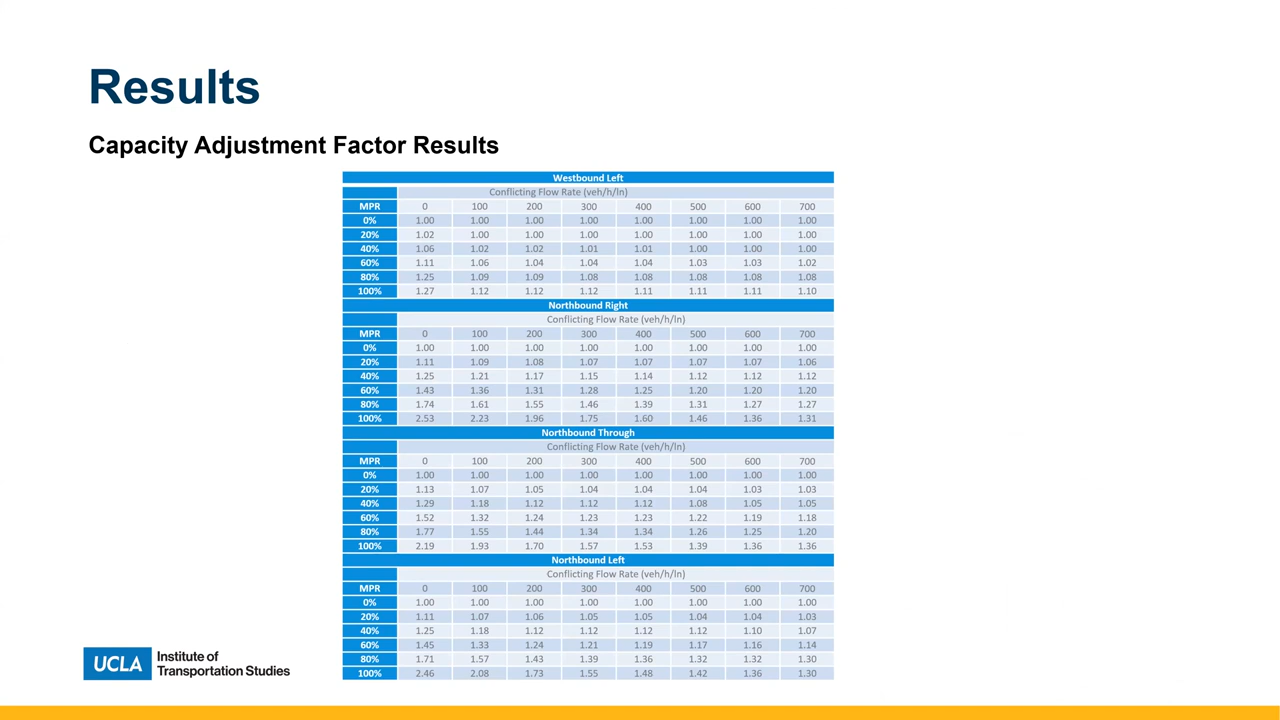 Results
Capacity Adjustment Factor Results
Westbound Left
Conflicting Flow Rate (veh/h/ln)
MPR 0 100 200 300 400 500 600 700
0% 1.00 1.00 1.00 1.00 1.00 1.00 1.00 1.00
20% 1.02 1.00 1.00 1.00 1.00 1.00 1.00 1.00
40% 1.06 1.02 1.02 1.01 1.01 1.00 1.00 1.00
60% 1.11 1.06 1.04 1.04 1.04 1.03 1.03 1.02
80% 1.25 1.09 1.09 1.08 1.08 1.08 1.08 1.08
100% 1.27 1.12 1.12 1.12 1.11 1.11 1.11 1.10
Northbound Right
Conflicting Flow Rate (veh/h/ln)
MPR 0 100 200 300 400 500 600 700
0% 1.00 1.00 1.00 1.00 1.00 1.00 1.00 1.00
20% 1.11 1.09 1.08 1.07 1.07 1.07 1.07 1.06
40% 1.25 1.21 1.17 1.15 1.14 1.12 1.12 1.12
60% 1.43 1.36 1.31 1.28 1.25 1.20 1.20 1.20
80% 1.74 1.61 1.55 1.46 1.39 1.31 1.27 1.27
100% 2.53 2.23 1.96 1.75 1.60 1.46 1.36 1.31
Northbound Through
Conflicting Flow Rate (veh/h/ln)
MPR 0 100 200 300 400 500 600 700
0% 1.00 1.00 1.00 1.00 1.00 1.00 1.00 1.00
20% 1.13 1.07 1.05 1.04 1.04 1.04 1.03 1.03
40% 1.29 1.18 1.12 1.12 1.12 1.08 1.05 1.05
60% 1.52 1.32 1.24 1.23 1.23 1.22 1.19 1.18
80% 1.77 1.55 1.44 1.34 1.34 1.26 1.25 1.20
100% 2.19 1.93 1.70 1.57 1.53 1.39 1.36 1.36
Northbound Left
Conflicting Flow Rate (veh/h/ln)
MPR 0 100 200 300 400 500 600 700
0% 1.00 1.00 1.00 1.00 1.00 1.00 1.00 1.00
20% 1.11 1.07 1.06 1.05 1.05 1.04 1.04 1.03
40% 1.25 1.18 1.12 1.12 1.12 1.12 1.10 1.07
60% 1.45 1.33 1.24 1.21 1.19 1.17 1.16 1.14
80% 1.71 1.57 1.43 1.39 1.36 1.32 1.32 1.30
100% 2.46 2.08 1.73 1.55 1.48 1.42 1.36 1.30
UCLA
Institute of
Transportation Studies